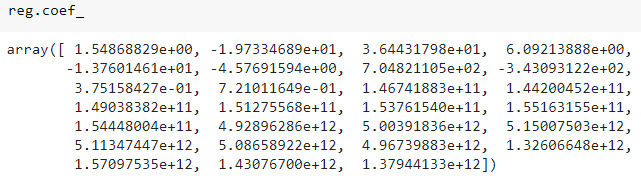 reg.coef_
array([ 1.54868829e+00, -1.97334689e+01, 3.64431798e+01, 6.09213888e+00,
-1.37601461e+01, -4.57691594e+00, 7.04821105e+02, -3.43093122e+02,
3.75158427e-01, 7.21011649e-01, 1.46741883e+11, 1.44200452e+11,
1.49038382e+11, 1.51275568e+11, 1.53761540e+11, 1.55163155e+11,
1.54448004e+11, 4.92896286e+12, 5.00391836e+12, 5.15007503e+12,
5.11347447e+12, 5.08658922e+12, 4.96739883e+12, 1.32606648e+12,
1.57097535e+12, 1.43076700e+12, 1.37944133e+12])